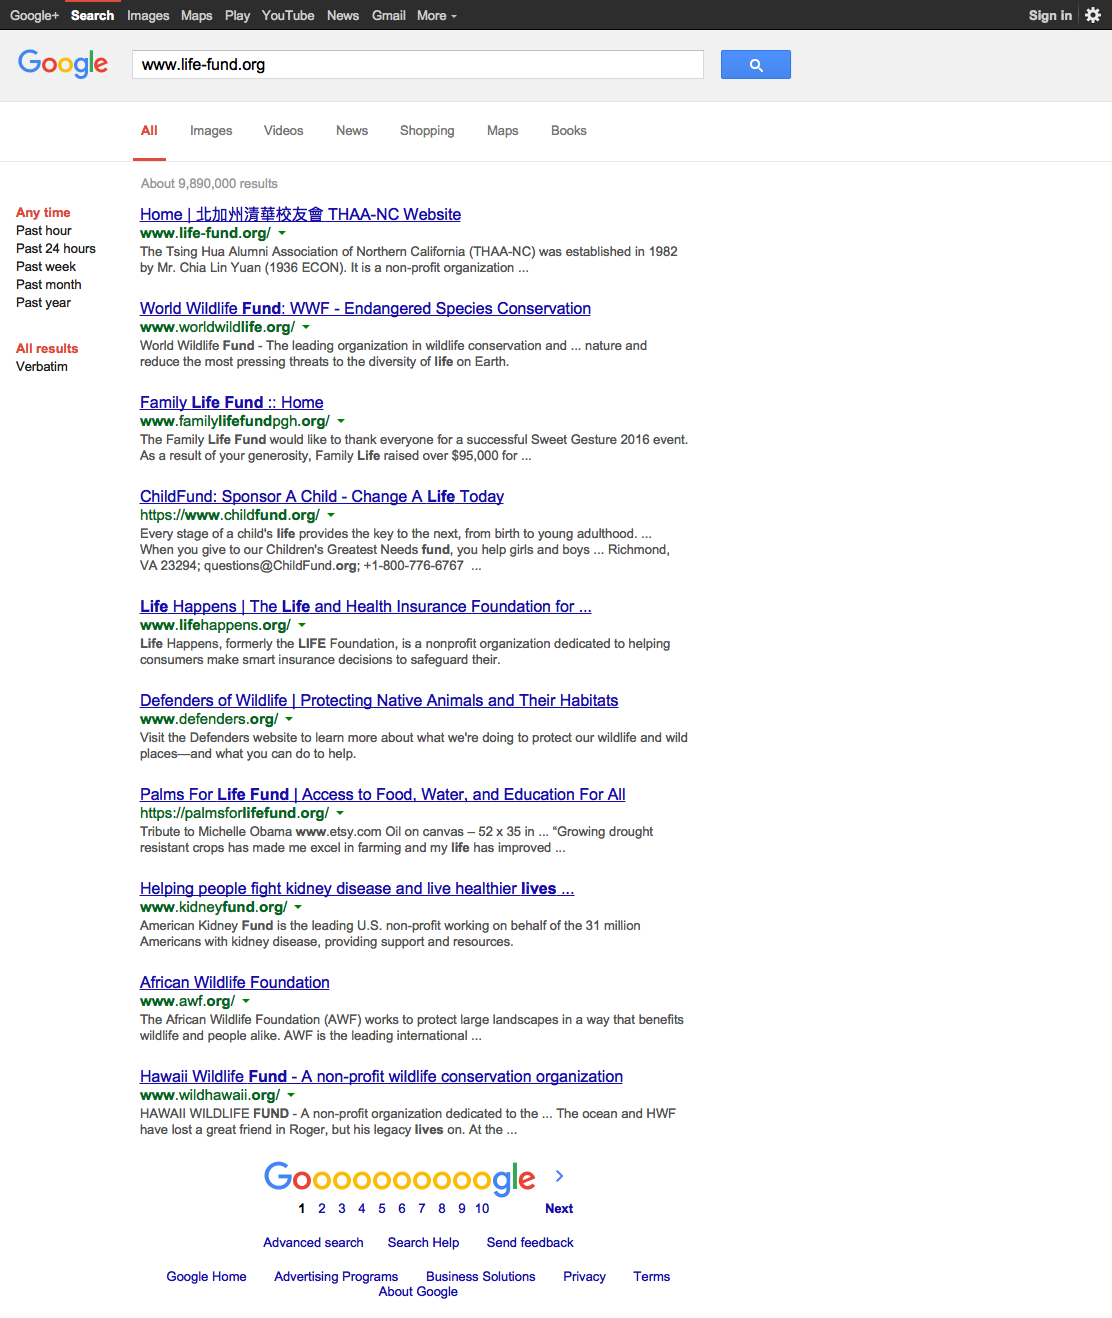 Google+ Search Images Maps Play YouTube News Gmail More Sign in
Google www.life-fund.org
All Images Videos News Shopping Maps Books
About 9,890,000 results
Any time
Past hour
Past 24 hours
Past week
Past month
Past year
All results
Verbatim
Home | 北加州清華校友會 THAA-NC Website
www.life-fund.org/
The Tsing Hua Alumni Association of Northern California (THAA-NC) was established in 1982
by Mr. Chia Lin Yuan (1936 ECON). It is a non-profit organization ...
World Wildlife Fund: WWF - Endangered Species Conservation
www.worldwildlife.org/
World Wildlife Fund - The leading organization in wildlife conservation and ... nature and
reduce the most pressing threats to the diversity of life on Earth.
Family Life Fund :: Home
www.familylifefundpgh.org/
The Family Life Fund would like to thank everyone for a successful Sweet Gesture 2016 event.
As a result of your generosity, Family Life raised over $95,000 for ...
ChildFund: Sponsor A Child - Change A Life Today
https://www.childfund.org/
Every stage of a child's life provides the key to the next, from birth to young adulthood. ...
When you give to our Children's Greatest Needs fund, you help girls and boys ... Richmond,
VA 23294; questions@ChildFund.org; +1-800-776-6767 ...
Life Happens | The Life and Health Insurance Foundation for ...
www.lifehappens.org/
Life Happens, formerly the LIFE Foundation, is a nonprofit organization dedicated to helping
consumers make smart insurance decisions to safeguard their.
Defenders of Wildlife | Protecting Native Animals and Their Habitats
www.defenders.org/
Visit the Defenders website to learn more about what we're doing to protect our wildlife and wild
places—and what you can do to help.
Palms For Life Fund | Access to Food, Water, and Education For All
https://palmsforlifefund.org/
Tribute to Michelle Obama www.etsy.com Oil on canvas – 52 x 35 in ... “Growing drought
resistant crops has made me excel in farming and my life has improved ...
Helping people fight kidney disease and live healthier lives ...
www.kidneyfund.org/
American Kidney Fund is the leading U.S. non-profit working on behalf of the 31 million
Americans with kidney disease, providing support and resources.
African Wildlife Foundation
www.awf.org/
The African Wildlife Foundation (AWF) works to protect large landscapes in a way that benefits
wildlife and people alike. AWF is the leading international ...
Hawaii Wildlife Fund - A non-profit wildlife conservation organization
www.wildhawaii.org/
HAWAII WILDLIFE FUND - A non-profit organization dedicated to the ... The ocean and HWF
have lost a great friend in Roger, but his legacy lives on. At the ...
Goooooooooogle
1 2 3 4 5 6 7 8 9 10 Next
Advanced search Search Help Send feedback
Google Home Advertising Programs Business Solutions Privacy Terms
About Google